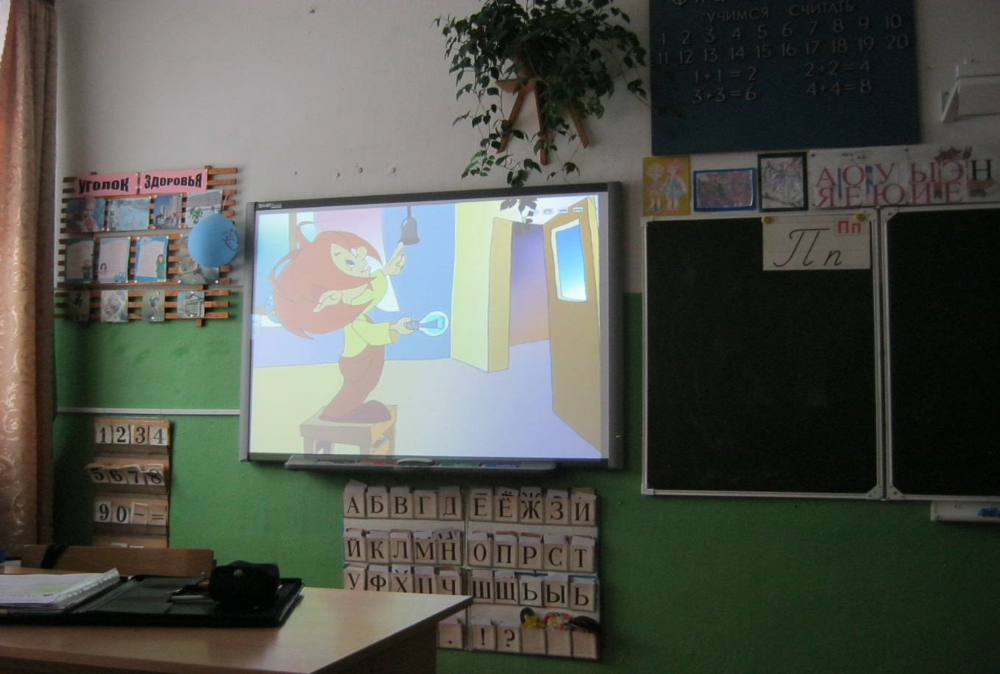 УЧИМСЯ СЧИТАТЬ
1 2 3 4 5 6 7 8 9 10
11 12 13 14 15 16 17 18 19 20
1+1=2 2+2=4
3+3=6 4+4=8
УГОЛОК ЗДОРОВЬЯ
SMART
А О У Ы Э Н
Я Е Ю И Е
Пп
П п
1 2 3 4
5 6 7 8
9 0 - =
А Б В Г Д Е Ё Ж З И
Й К Л М Н О П Р С Т
У Ф Х Ц Ч Ш Щ Ъ Ы Ь
. ! ?